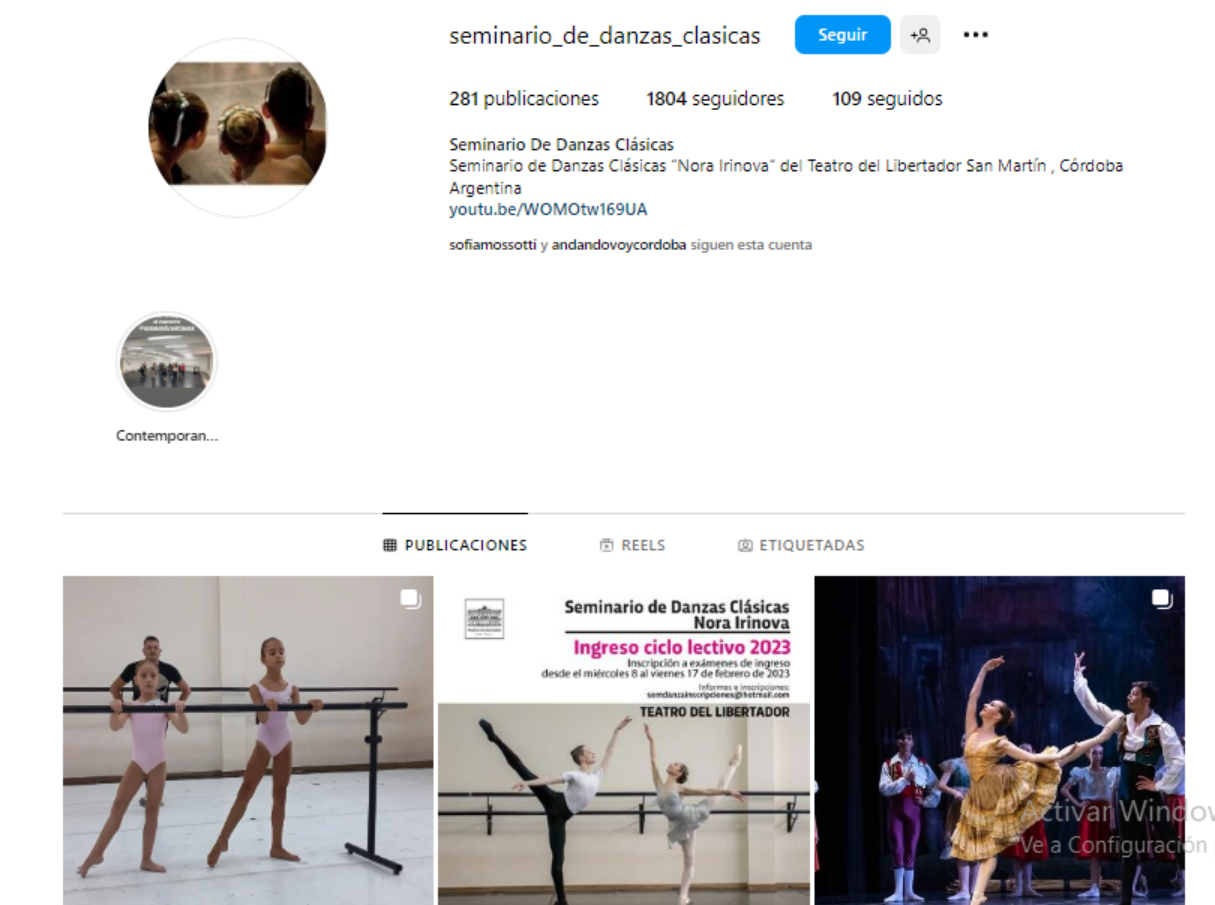 seminario_de_danzas_clasicas
Seguir
281 publicaciones
1804 seguidores
109 seguidos
Seminario De Danzas Clásicas
Seminario de Danzas Clásicas "Nora Irinova" del Teatro del Libertador San Martín , Córdoba
Argentina
youtu.be/WOMOtw169UA
sofiamossotti y andandovoycordoba siguen esta cuenta
Contemporan...
PUBLICACIONES
REELS
ETIQUETADAS
Seminario de Danzas Clásicas
Nora Irinova
Ingreso ciclo lectivo 2023
Inscripción a exámenes de ingreso
desde el miércoles 8 al viernes 17 de febrero de 2023
Informes e inscripciones:
semdanzainscripciones@hotmail.com
TEATRO DEL LIBERTADOR
Activar Window
Ve a Configuración